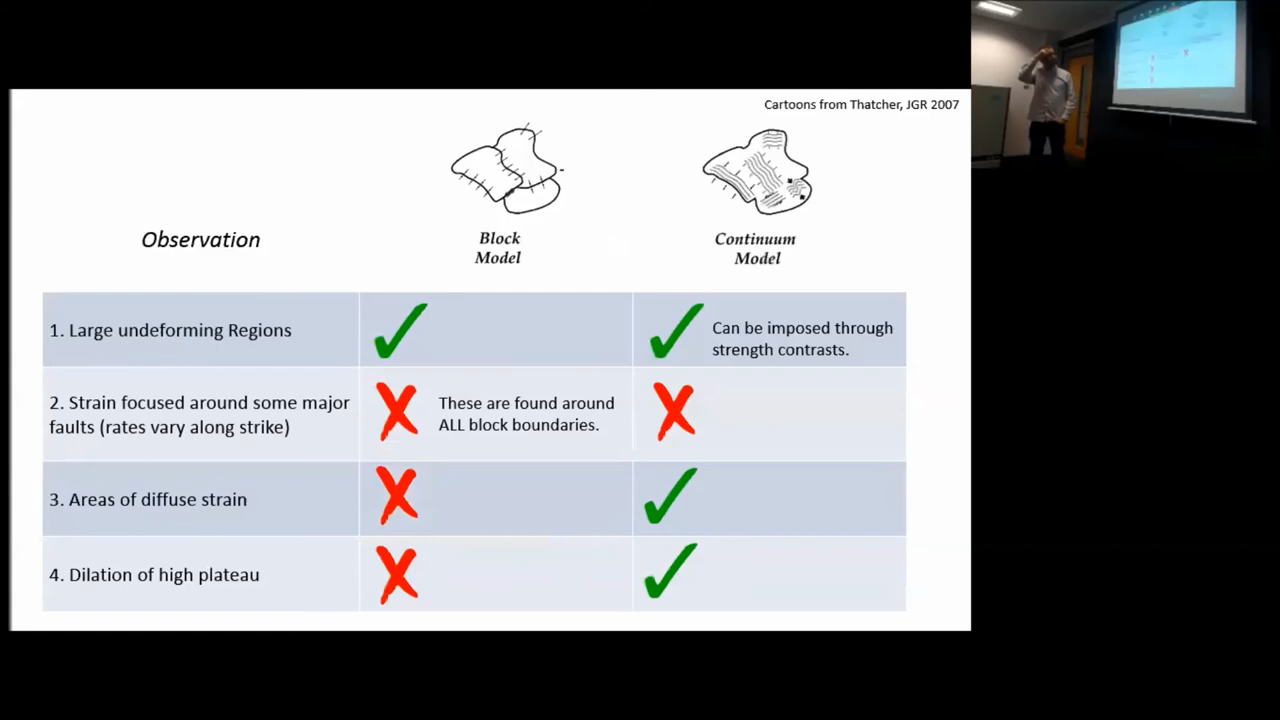 Cartoons from Thatcher, JGR 2007
Observation
Block
Model
Continuum
Model
1. Large undeforming Regions
Can be imposed through
strength contrasts.
2. Strain focused around some major
faults (rates vary along strike)
These are found around
ALL block boundaries.
3. Areas of diffuse strain
4. Dilation of high plateau